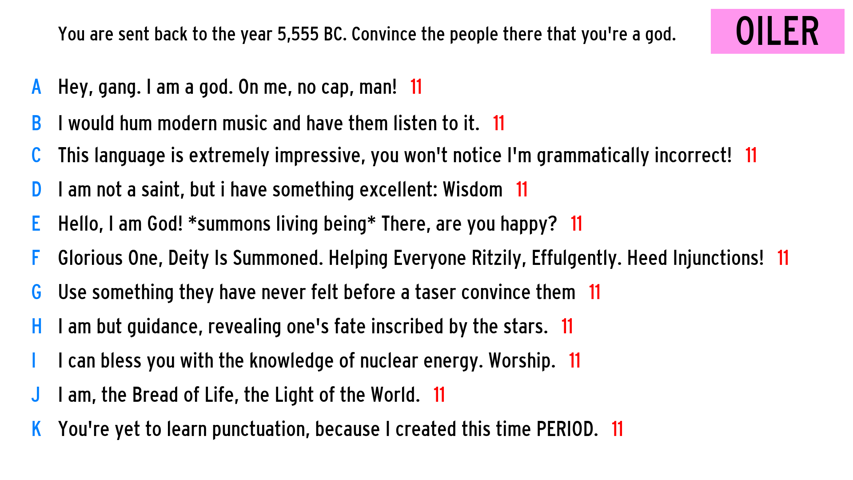 You are sent back to the year 5,555 BC. Convince the people there that you're a god.
OILER
A Hey, gang. I am a god. On me, no cap, man! 11
B I would hum modern music and have them listen to it. 11
C This language is extremely impressive, you won't notice I'm grammatically incorrect! 11
D I am not a saint, but i have something excellent: Wisdom 11
E Hello, I am God! *summons living being* There, are you happy? 11
F Glorious One, Deity Is Summoned. Helping Everyone Ritzily, Effulgently. Heed Injunctions! 11
G Use something they have never felt before a taser convince them 11
H I am but guidance, revealing one's fate inscribed by the stars. 11
I I can bless you with the knowledge of nuclear energy. Worship. 11
J I am, the Bread of Life, the Light of the World. 11
K You're yet to learn punctuation, because I created this time PERIOD. 11